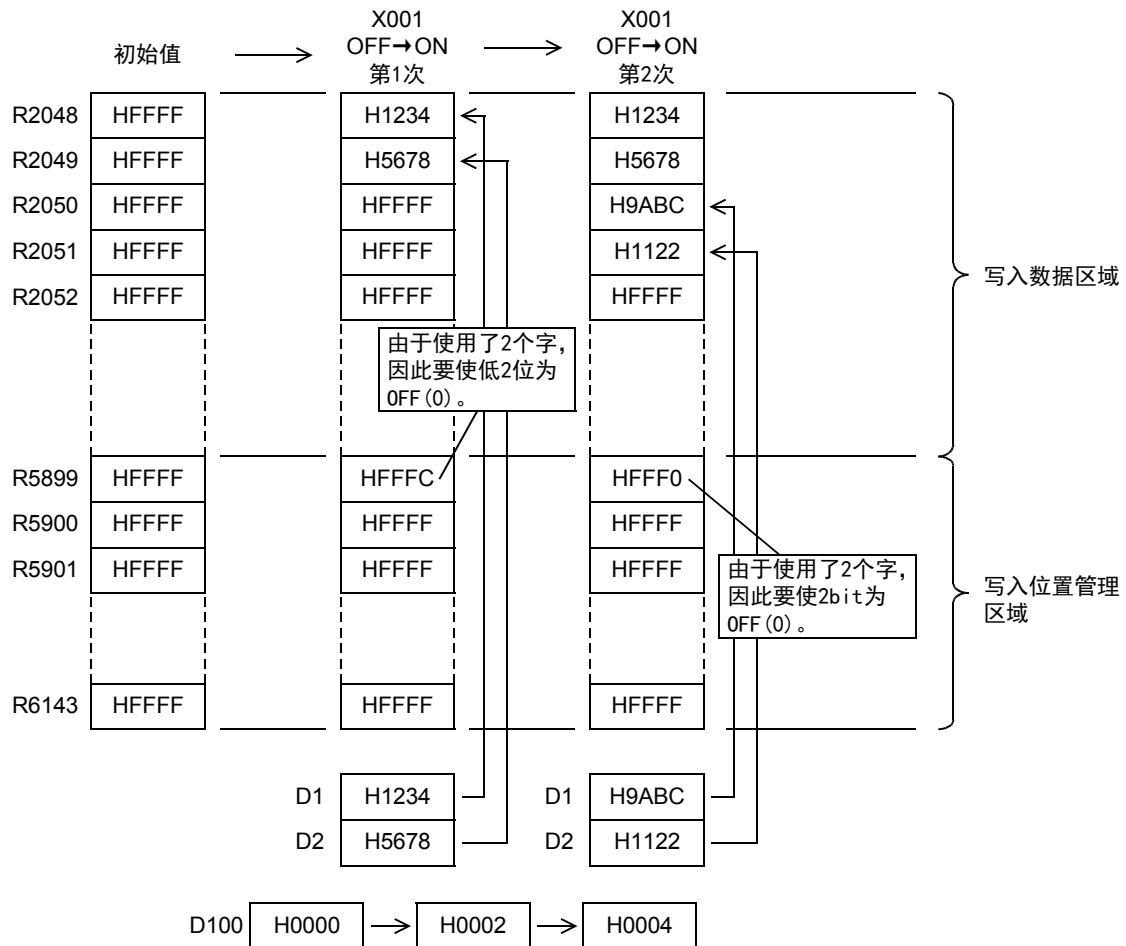 初始值
X001
OFF→ON
第1次
X001
OFF→ON
第2次
R2048 HFFFF H1234 H1234
R2049 HFFFF H5678 H5678
R2050 HFFFF HFFFF H9ABC
R2051 HFFFF HFFFF H1122
R2052 HFFFF HFFFF HFFFF
写入数据区域
由于使用了2个字，
因此要使低2位为
OFF(0)。
R5899 HFFFF HFFFC HFFF0
R5900 HFFFF HFFFF HFFFF
R5901 HFFFF HFFFF HFFFF
由于使用了2个字，
因此要使2bit为
OFF(0)。
写入位置管理
区域
R6143 HFFFF HFFFF HFFFF
D1 H1234 D1 H9ABC
D2 H5678 D2 H1122
D100 H0000 → H0002 → H0004